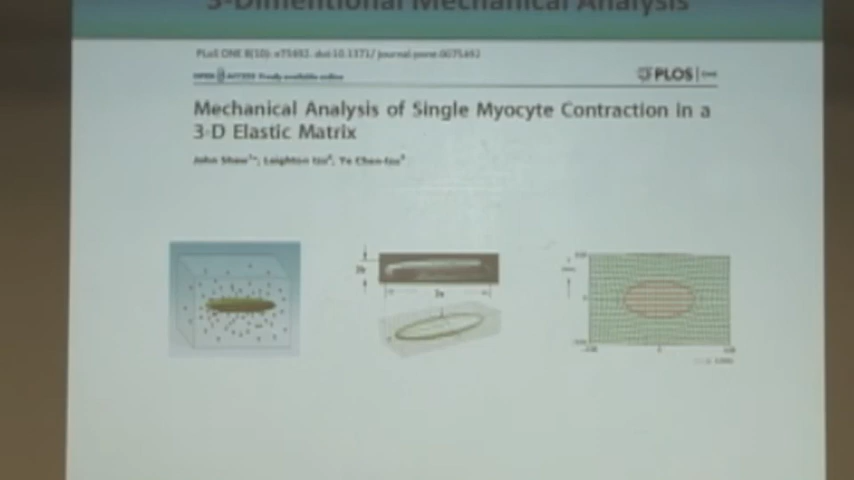 3-Dimentional Mechanical Analysis
PLoS ONE 8(10): e75492. doi:10.1371/journal.pone.0075492
OPEN ACCESS Freely available online
PLOS ONE
Mechanical Analysis of Single Myocyte Contraction in a
3-D Elastic Matrix
John Shaw, Leighton Izu, Ye Chen-Izu